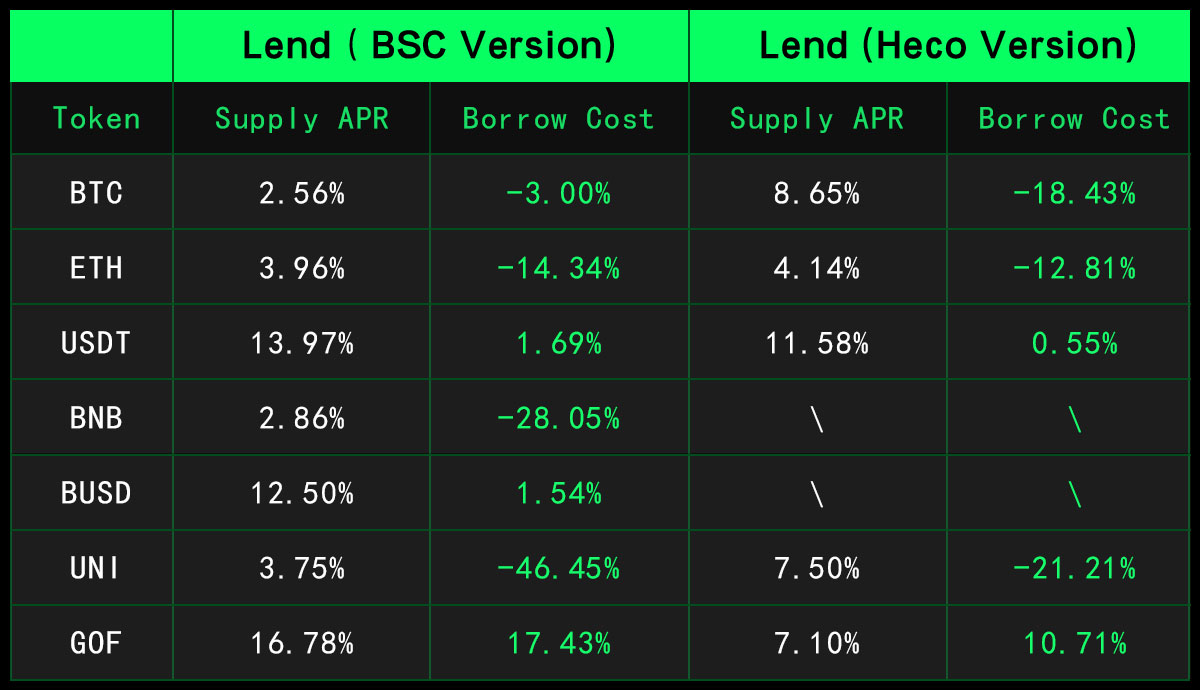 Lend ( BSC Version) Lend (Heco Version)
Token Supply APR Borrow Cost Supply APR Borrow Cost
BTC 2.56% -3.00% 8.65% -18.43%
ETH 3.96% -14.34% 4.14% -12.81%
USDT 13.97% 1.69% 11.58% 0.55%
BNB 2.86% -28.05% \ \
BUSD 12.50% 1.54% \ \
UNI 3.75% -46.45% 7.50% -21.21%
GOF 16.78% 17.43% 7.10% 10.71%